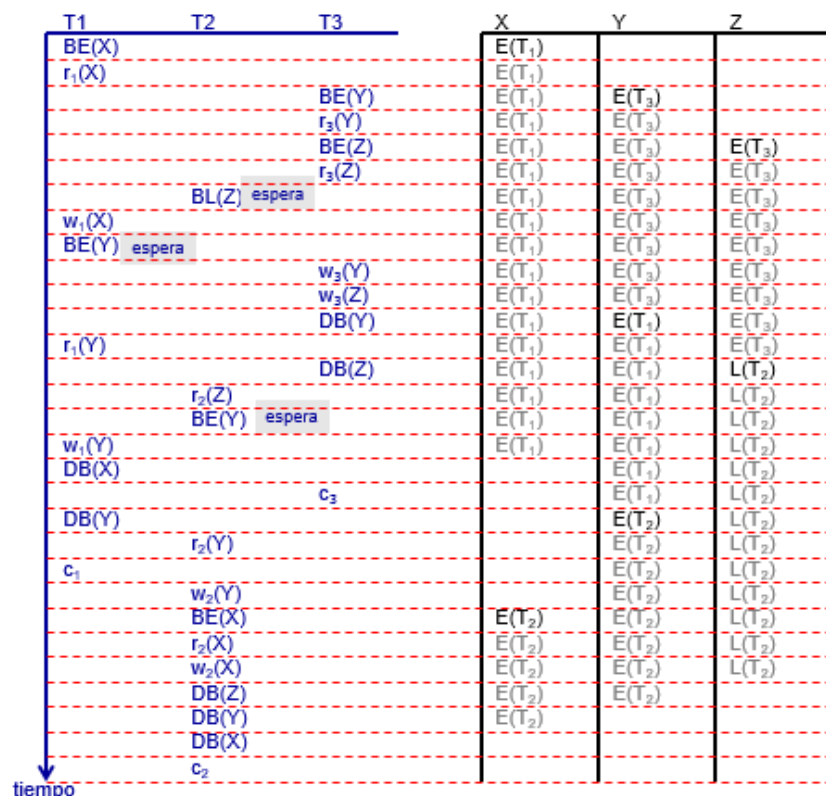 T1 T2 T3 X Y Z
BE(X) E(T₁)
r₁(X) E(T₁)
BE(Y) E(T₁) E(T₃)
r₃(Y) E(T₁) E(T₃)
BE(Z) E(T₁) E(T₃) E(T₃)
r₃(Z) E(T₁) E(T₃) E(T₃)
BL(Z) espera E(T₁) E(T₃) E(T₃)
w₁(X) E(T₁) E(T₃) E(T₃)
BE(Y) espera E(T₁) E(T₃) E(T₃)
w₃(Y) E(T₁) E(T₃) E(T₃)
w₃(Z) E(T₁) E(T₃) E(T₃)
DB(Y) E(T₁) E(T₁) E(T₃)
r₁(Y) E(T₁) E(T₁) E(T₃)
DB(Z) E(T₁) E(T₁) L(T₂)
r₂(Z) E(T₁) E(T₁) L(T₂)
BE(Y) espera E(T₁) E(T₁) L(T₂)
w₁(Y) E(T₁) E(T₁) L(T₂)
DB(X) E(T₁) L(T₂)
c₃ E(T₁) L(T₂)
DB(Y) E(T₂) L(T₂)
r₂(Y) E(T₂) L(T₂)
c₁ E(T₂) L(T₂)
w₂(Y) E(T₂) L(T₂)
BE(X) E(T₂) E(T₂) L(T₂)
r₂(X) E(T₂) E(T₂) L(T₂)
w₂(X) E(T₂) E(T₂) L(T₂)
DB(Z) E(T₂) E(T₂)
DB(Y) E(T₂)
DB(X)
c₂
tiempo